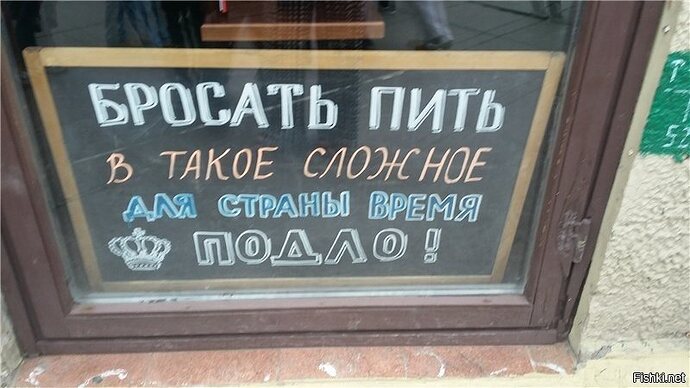 БРОСАТЬ ПИТЬ
В ТАКОЕ СЛОЖНОЕ
ДЛЯ СТРАНЫ ВРЕМЯ
ПОДЛО!
Fishki.net